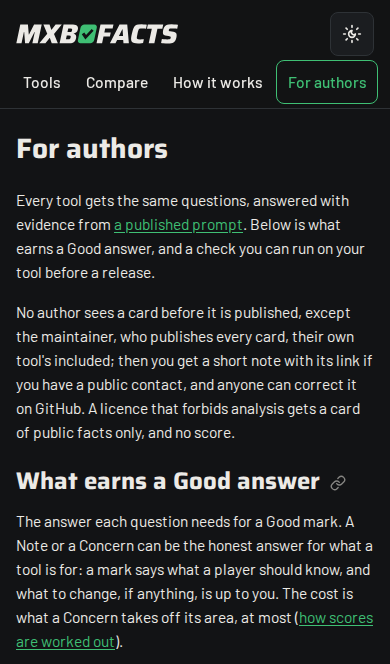 MXB FACTS
Tools Compare How it works For authors
For authors
Every tool gets the same questions, answered with
evidence from a published prompt. Below is what
earns a Good answer, and a check you can run on your
tool before a release.
No author sees a card before it is published, except
the maintainer, who publishes every card, their own
tool's included; then you get a short note with its link if
you have a public contact, and anyone can correct it
on GitHub. A licence that forbids analysis gets a card
of public facts only, and no score.
What earns a Good answer
The answer each question needs for a Good mark. A
Note or a Concern can be the honest answer for what a
tool is for: a mark says what a player should know, and
what to change, if anything, is up to you. The cost is
what a Concern takes off its area, at most (how scores
are worked out).